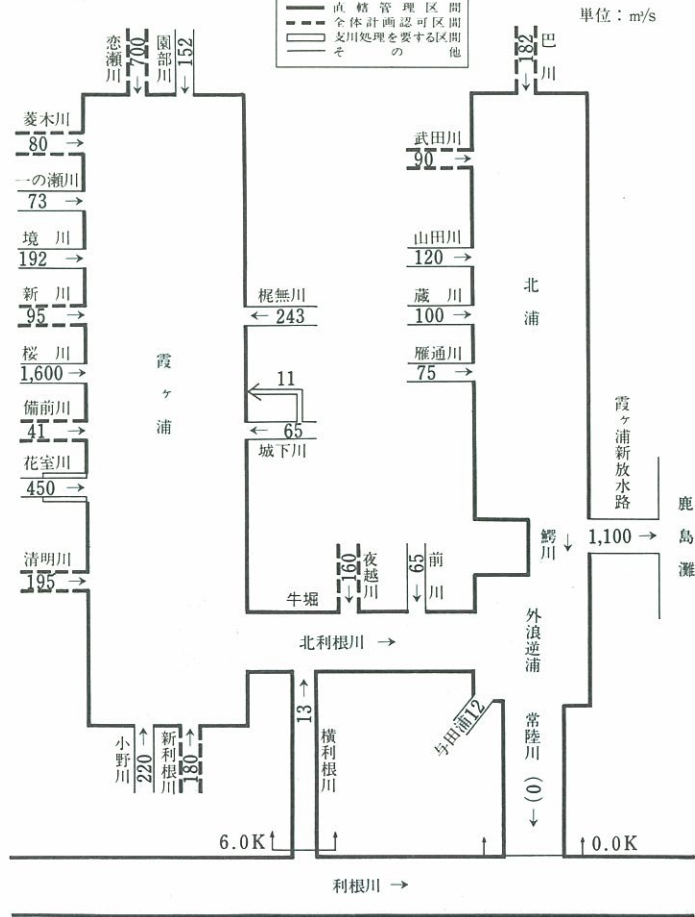 直轄管理区間
全体計画認可区間
支川処理を要する区間
その他
単位：m³/s
恋瀬川
700
園部川
152
巴川
182
菱木川
80
一の瀬川
73
境川
192
新川
95
桜川
1,600
備前川
41
花室川
450
清明川
195
霞ヶ浦
梶無川
243
11
65
城下川
武田川
90
山田川
120
蔵川
100
雁通川
75
北浦
霞ヶ浦新放水路
1,100
鹿島灘
鰐川
牛堀
160
夜越川
65
前川
北利根川
外浪逆浦
13
横利根川
与田浦12
常陸川
(0)
小野川
220
新利根川
180
6.0K
0.0K
利根川